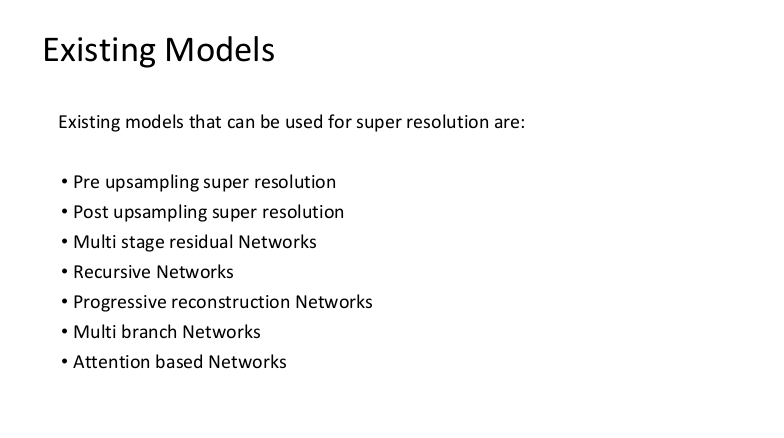 Existing Models
Existing models that can be used for super resolution are:
• Pre upsampling super resolution
• Post upsampling super resolution
• Multi stage residual Networks
• Recursive Networks
• Progressive reconstruction Networks
• Multi branch Networks
• Attention based Networks